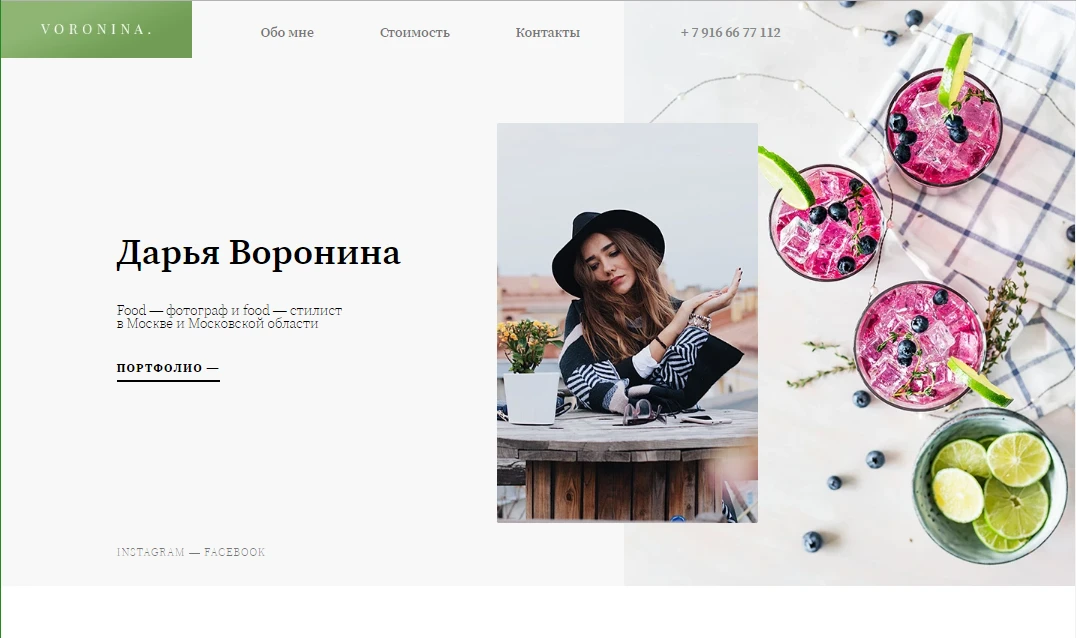 VORONINA.
Обо мне
Стоимость
Контакты
+ 7 916 66 77 112
Дарья Воронина
Food — фотограф и food — стилист
в Москве и Московской области
ПОРТФОЛИО —
INSTAGRAM — FACEBOOK